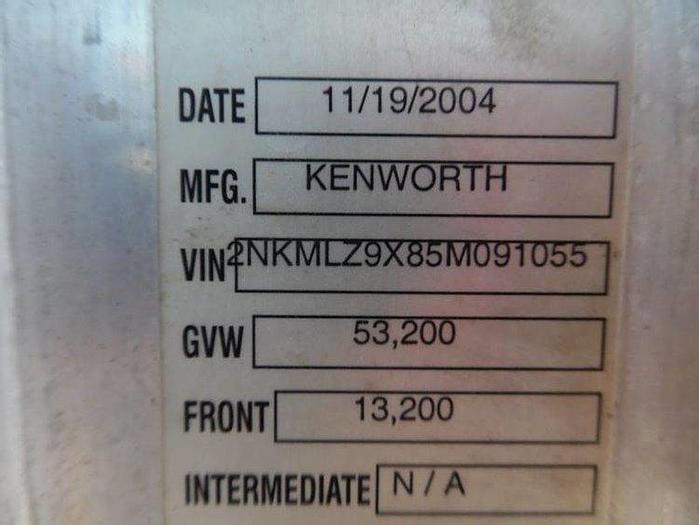 DATE 11/19/2004
MFG. KENWORTH
VIN 2NKMLZ9X85M091055
GVW 53,200
FRONT 13,200
INTERMEDIATE N / A